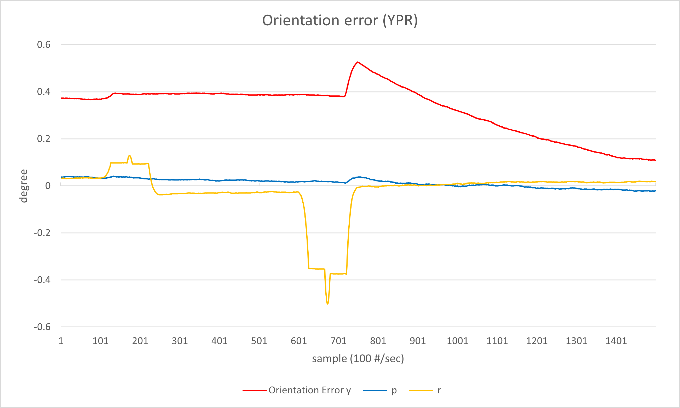 Orientation error (YPR)
0.6
0.4
0.2
0
-0.2
-0.4
-0.6
degree
1 101 201 301 401 501 601 701 801 901 1001 1101 1201 1301 1401
sample (100 #/sec)
Orientation Error y p r